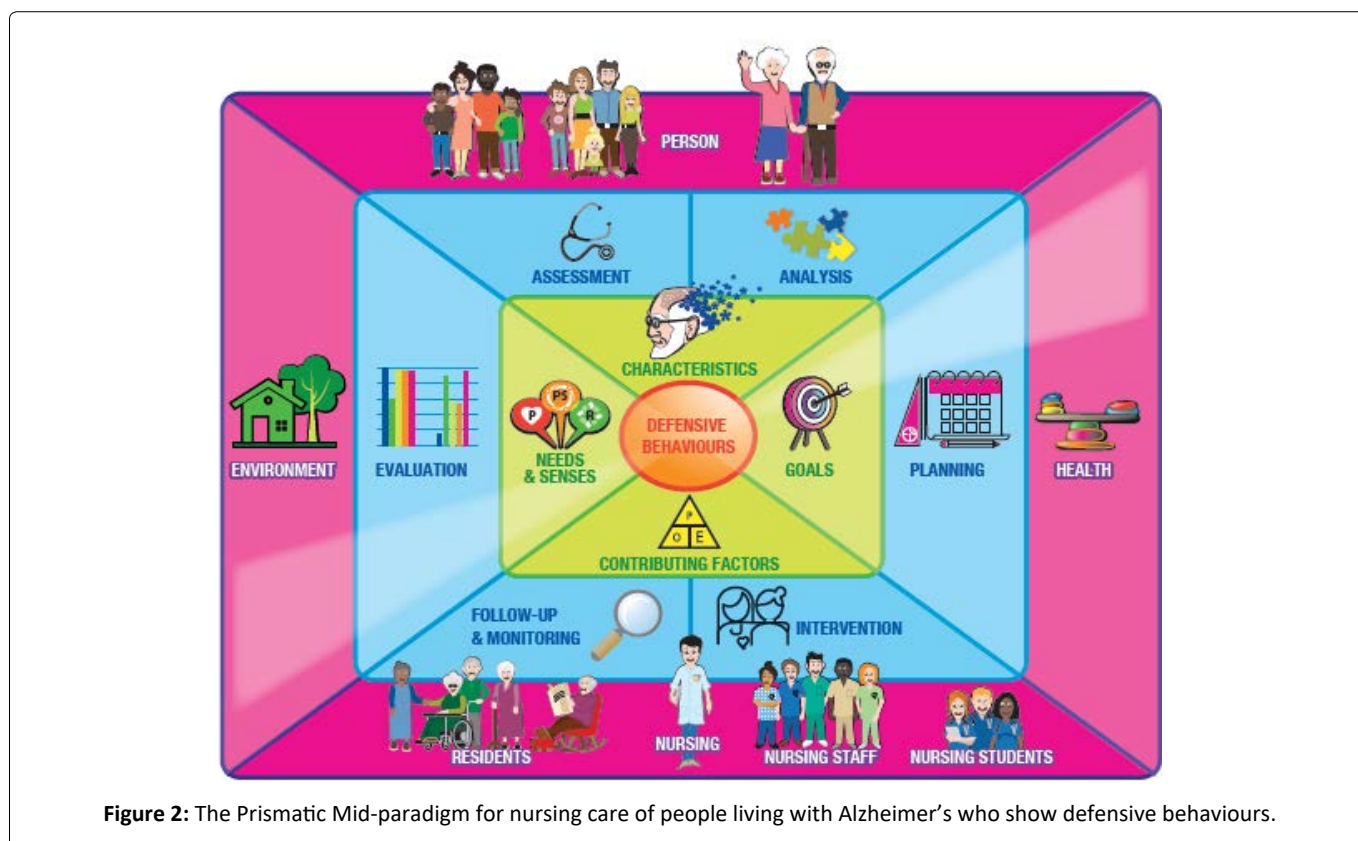 PERSON
ASSESSMENT
ANALYSIS
CHARACTERISTICS
P
PS
R
NEEDS
& SENSES
DEFENSIVE
BEHAVIOURS
GOALS
ENVIRONMENT
EVALUATION
PLANNING
HEALTH
P
O E
CONTRIBUTING FACTORS
FOLLOW-UP
& MONITORING
INTERVENTION
RESIDENTS
NURSING
NURSING STAFF
NURSING STUDENTS
Figure 2: The Prismatic Mid-paradigm for nursing care of people living with Alzheimer’s who show defensive behaviours.